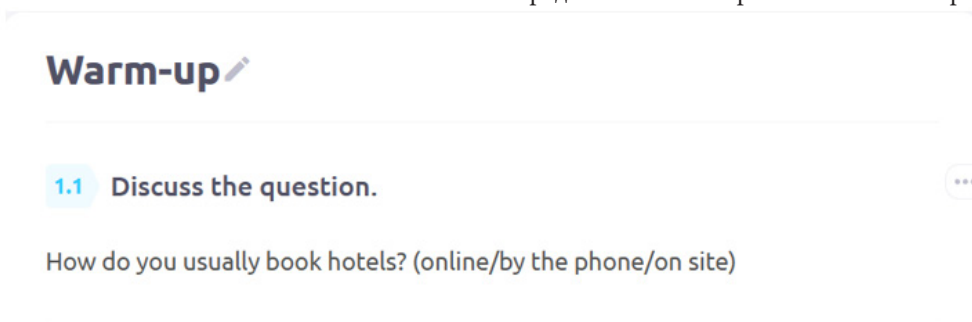 Warm-up
1.1 Discuss the question.
How do you usually book hotels? (online/by the phone/on site)